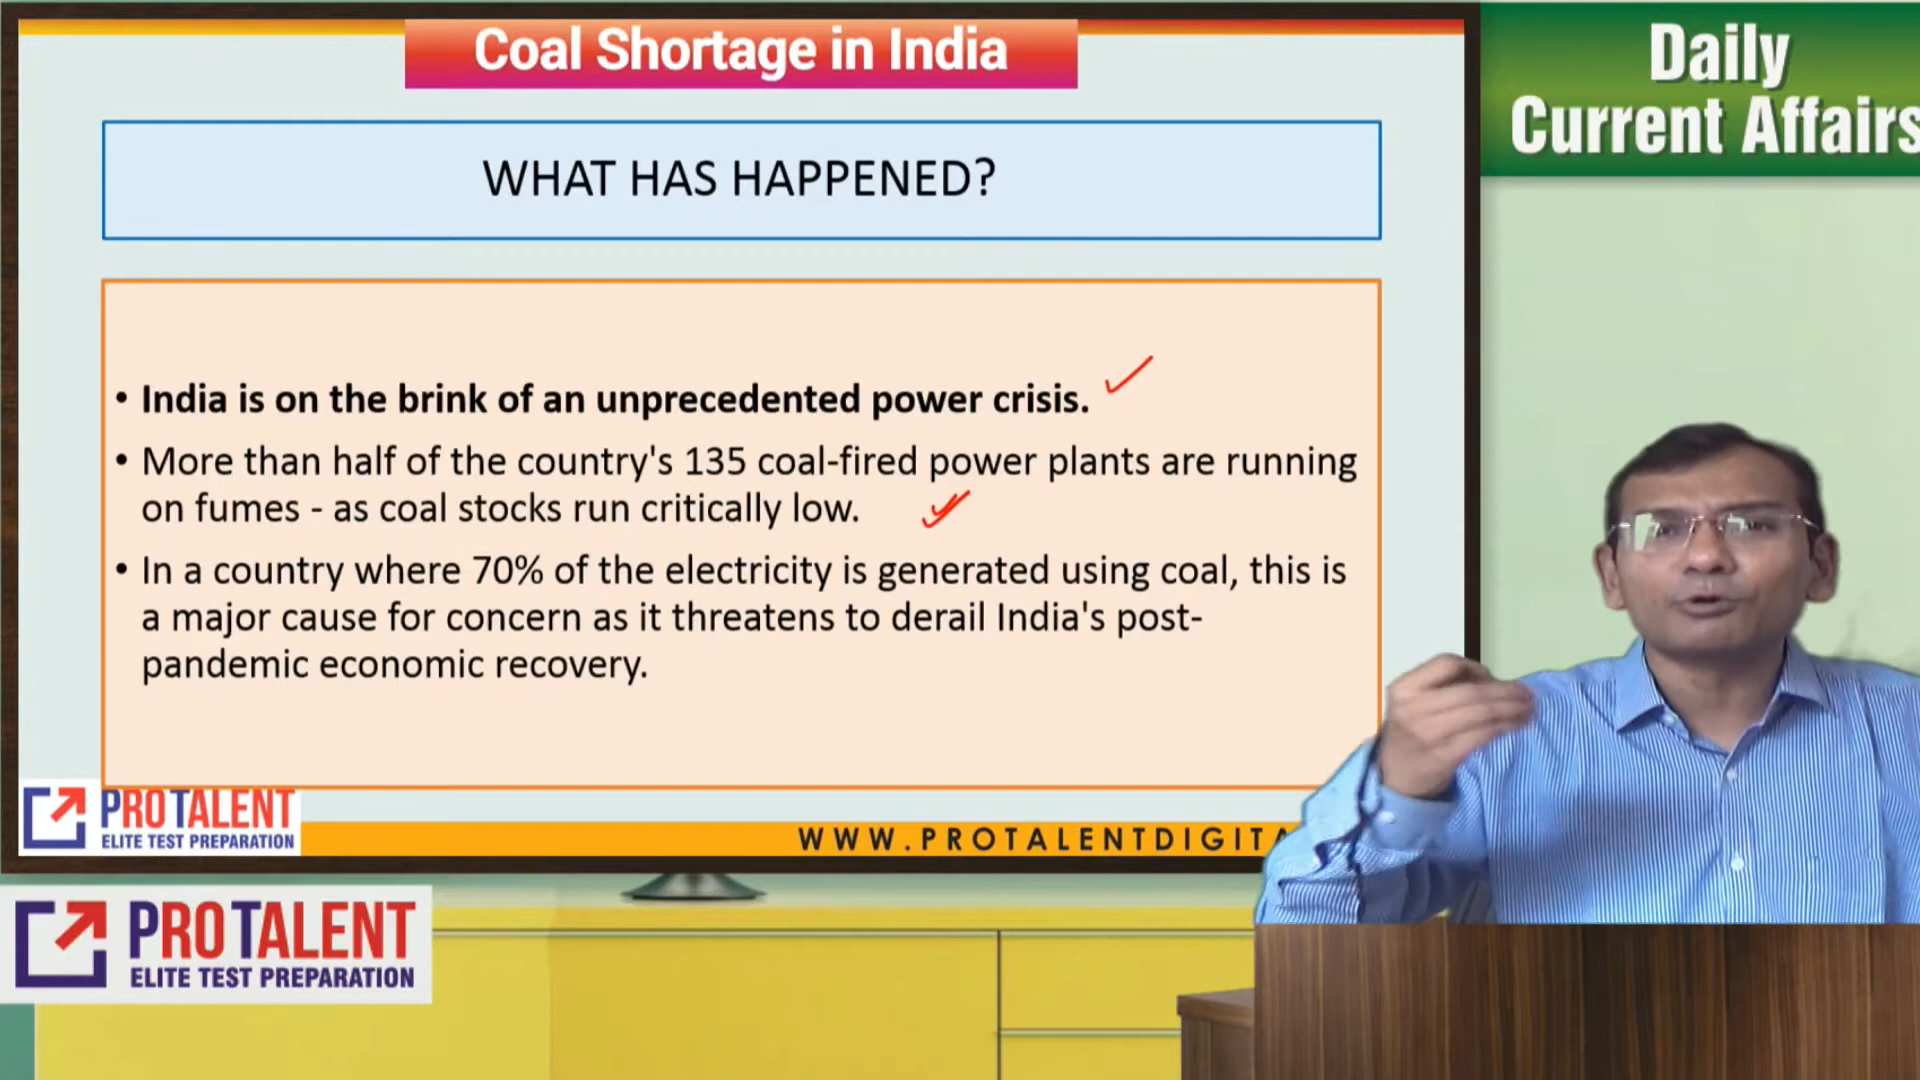 Coal Shortage in India
Daily
Current Affairs
WHAT HAS HAPPENED?
• India is on the brink of an unprecedented power crisis.
• More than half of the country's 135 coal-fired power plants are running
on fumes - as coal stocks run critically low.
• In a country where 70% of the electricity is generated using coal, this is
a major cause for concern as it threatens to derail India's post-
pandemic economic recovery.
PROTALENT
ELITE TEST PREPARATION
WWW.PROTALENTDIGITA
PROTALENT
ELITE TEST PREPARATION